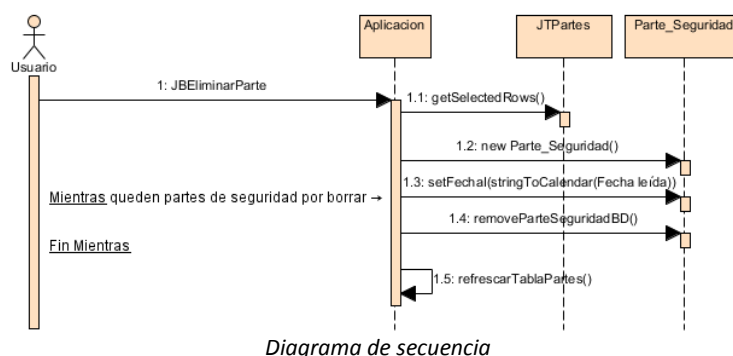 Aplicacion
JTPartes
Parte_Seguridad
Usuario
1: JBEliminarParte
1.1: getSelectedRows()
1.2: new Parte_Seguridad()
Mientras queden partes de seguridad por borrar →
1.3: setFechaI(stringToCalendar(Fecha leída))
1.4: removeParteSeguridadBD()
Fin Mientras
1.5: refrescarTablaPartes()
Diagrama de secuencia